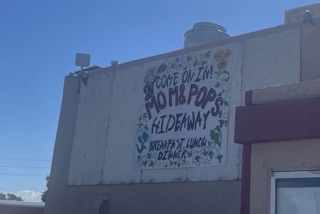 COME ON IN!
MOM & POP'S
HIDEAWAY
BREAKFAST LUNCH
DINNER